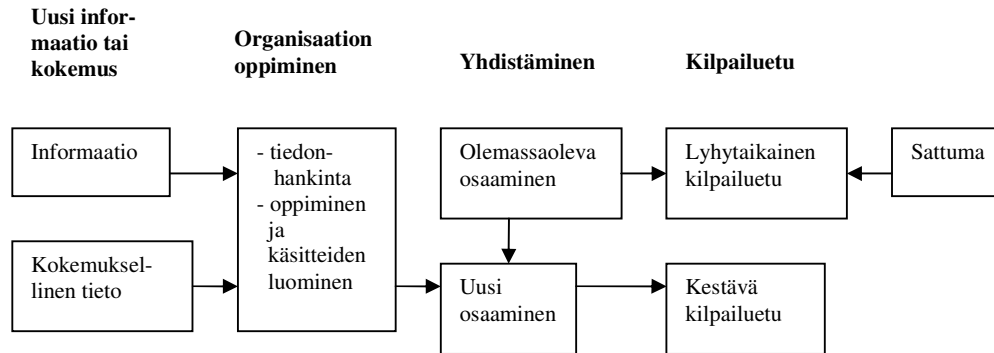 Uusi infor-
maatio tai
kokemus
Organisaation
oppiminen
Yhdistäminen
Kilpailuetu
Informaatio
Kokemuksel-
linen tieto
- tiedon-
hankinta
- oppiminen
ja
käsitteiden
luominen
Olemassaoleva
osaaminen
Uusi
osaaminen
Lyhytaikainen
kilpailuetu
Kestävä
kilpailuetu
Sattuma